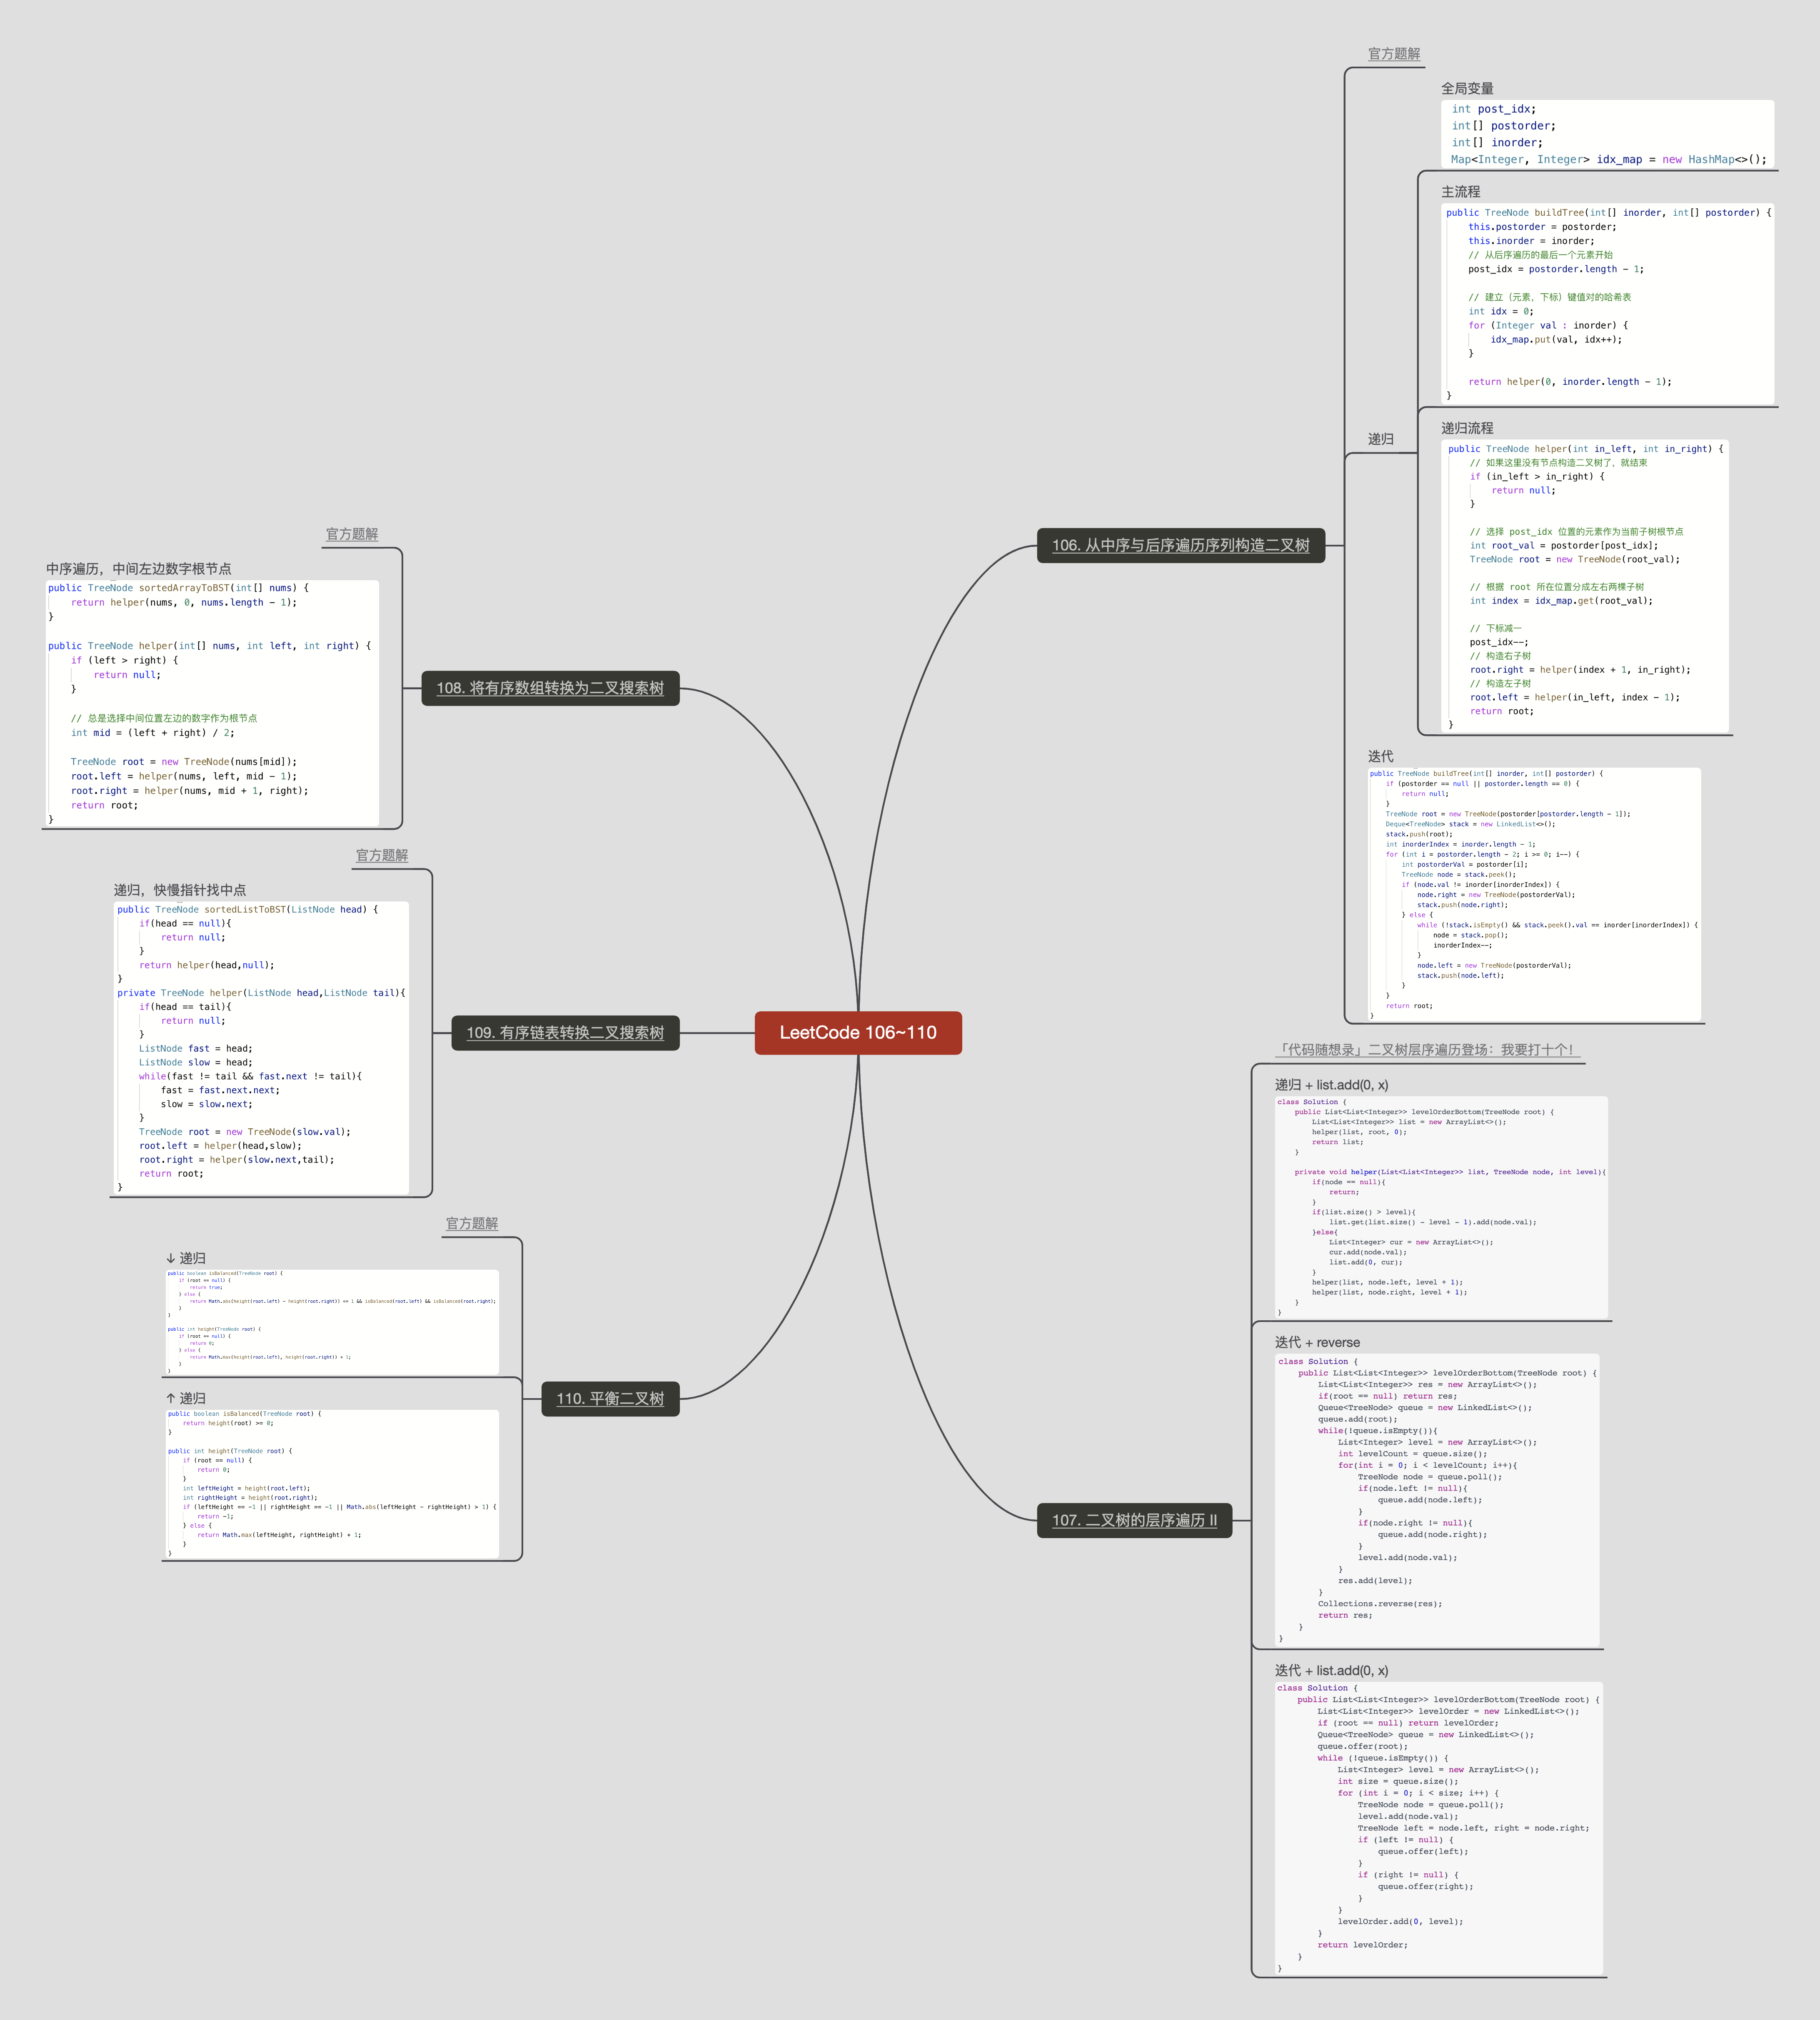 LeetCode 106~110
106. 从中序与后序遍历序列构造二叉树
官方题解
递归
全局变量
int post_idx;
int[] postorder;
int[] inorder;
Map<Integer, Integer> idx_map = new HashMap<>();
主流程
public TreeNode buildTree(int[] inorder, int[] postorder) {
this.postorder = postorder;
this.inorder = inorder;
// 从后序遍历的最后一个元素开始
post_idx = postorder.length - 1;
// 建立（元素，下标）键值对的哈希表
int idx = 0;
for (Integer val : inorder) {
idx_map.put(val, idx++);
}
return helper(0, inorder.length - 1);
}
递归流程
public TreeNode helper(int in_left, int in_right) {
// 如果这里没有节点构造二叉树了，就结束
if (in_left > in_right) {
return null;
}
// 选择 post_idx 位置的元素作为当前子树根节点
int root_val = postorder[post_idx];
TreeNode root = new TreeNode(root_val);
// 根据 root 所在位置分成左右两棵子树
int index = idx_map.get(root_val);
// 下标减一
post_idx--;
// 构造右子树
root.right = helper(index + 1, in_right);
// 构造左子树
root.left = helper(in_left, index - 1);
return root;
}
迭代
public TreeNode buildTree(int[] inorder, int[] postorder) {
if (postorder == null || postorder.length == 0) {
return null;
}
TreeNode root = new TreeNode(postorder[postorder.length - 1]);
Deque<TreeNode> stack = new LinkedList<>();
stack.push(root);
int inorderIndex = inorder.length - 1;
for (int i = postorder.length - 2; i >= 0; i--) {
int postorderVal = postorder[i];
TreeNode node = stack.peek();
if (node.val != inorder[inorderIndex]) {
node.right = new TreeNode(postorderVal);
stack.push(node.right);
} else {
while (!stack.isEmpty() && stack.peek().val == inorder[inorderIndex]) {
node = stack.pop();
inorderIndex--;
}
node.left = new TreeNode(postorderVal);
stack.push(node.left);
}
}
return root;
}
107. 二叉树的层序遍历 II
「代码随想录」二叉树层序遍历登场：我要打十个！
递归 + list.add(0, x)
class Solution {
public List<List<Integer>> levelOrderBottom(TreeNode root) {
List<List<Integer>> list = new ArrayList<>();
helper(list, root, 0);
return list;
}
private void helper(List<List<Integer>> list, TreeNode node, int level){
if(node == null){
return;
}
if(list.size() > level){
list.get(list.size() - level - 1).add(node.val);
}else{
List<Integer> cur = new ArrayList<>();
cur.add(node.val);
list.add(0, cur);
}
helper(list, node.left, level + 1);
helper(list, node.right, level + 1);
}
}
迭代 + reverse
class Solution {
public List<List<Integer>> levelOrderBottom(TreeNode root) {
List<List<Integer>> res = new ArrayList<>();
if(root == null) return res;
Queue<TreeNode> queue = new LinkedList<>();
queue.add(root);
while(!queue.isEmpty()){
List<Integer> level = new ArrayList<>();
int levelCount = queue.size();
for(int i = 0; i < levelCount; i++){
TreeNode node = queue.poll();
if(node.left != null){
queue.add(node.left);
}
if(node.right != null){
queue.add(node.right);
}
level.add(node.val);
}
res.add(level);
}
Collections.reverse(res);
return res;
}
}
迭代 + list.add(0, x)
class Solution {
public List<List<Integer>> levelOrderBottom(TreeNode root) {
List<List<Integer>> levelOrder = new LinkedList<>();
if (root == null) return levelOrder;
Queue<TreeNode> queue = new LinkedList<>();
queue.offer(root);
while (!queue.isEmpty()) {
List<Integer> level = new ArrayList<>();
int size = queue.size();
for (int i = 0; i < size; i++) {
TreeNode node = queue.poll();
level.add(node.val);
TreeNode left = node.left, right = node.right;
if (left != null) {
queue.offer(left);
}
if (right != null) {
queue.offer(right);
}
}
levelOrder.add(0, level);
}
return levelOrder;
}
}
108. 将有序数组转换为二叉搜索树
官方题解
中序遍历，中间左边数字根节点
public TreeNode sortedArrayToBST(int[] nums) {
return helper(nums, 0, nums.length - 1);
}
public TreeNode helper(int[] nums, int left, int right) {
if (left > right) {
return null;
}
// 总是选择中间位置左边的数字作为根节点
int mid = (left + right) / 2;
TreeNode root = new TreeNode(nums[mid]);
root.left = helper(nums, left, mid - 1);
root.right = helper(nums, mid + 1, right);
return root;
}
109. 有序链表转换二叉搜索树
官方题解
递归，快慢指针找中点
public TreeNode sortedListToBST(ListNode head) {
if(head == null){
return null;
}
return helper(head,null);
}
private TreeNode helper(ListNode head,ListNode tail){
if(head == tail){
return null;
}
ListNode fast = head;
ListNode slow = head;
while(fast != tail && fast.next != tail){
fast = fast.next.next;
slow = slow.next;
}
TreeNode root = new TreeNode(slow.val);
root.left = helper(head,slow);
root.right = helper(slow.next,tail);
return root;
}
110. 平衡二叉树
官方题解
↓ 递归
public boolean isBalanced(TreeNode root) {
if (root == null) {
return true;
} else {
return Math.abs(height(root.left) - height(root.right)) <= 1 && isBalanced(root.left) && isBalanced(root.right);
}
}
public int height(TreeNode root) {
if (root == null) {
return 0;
} else {
return Math.max(height(root.left), height(root.right)) + 1;
}
}
↑ 递归
public boolean isBalanced(TreeNode root) {
return height(root) >= 0;
}
public int height(TreeNode root) {
if (root == null) {
return 0;
}
int leftHeight = height(root.left);
int rightHeight = height(root.right);
if (leftHeight == -1 || rightHeight == -1 || Math.abs(leftHeight - rightHeight) > 1) {
return -1;
} else {
return Math.max(leftHeight, rightHeight) + 1;
}
}